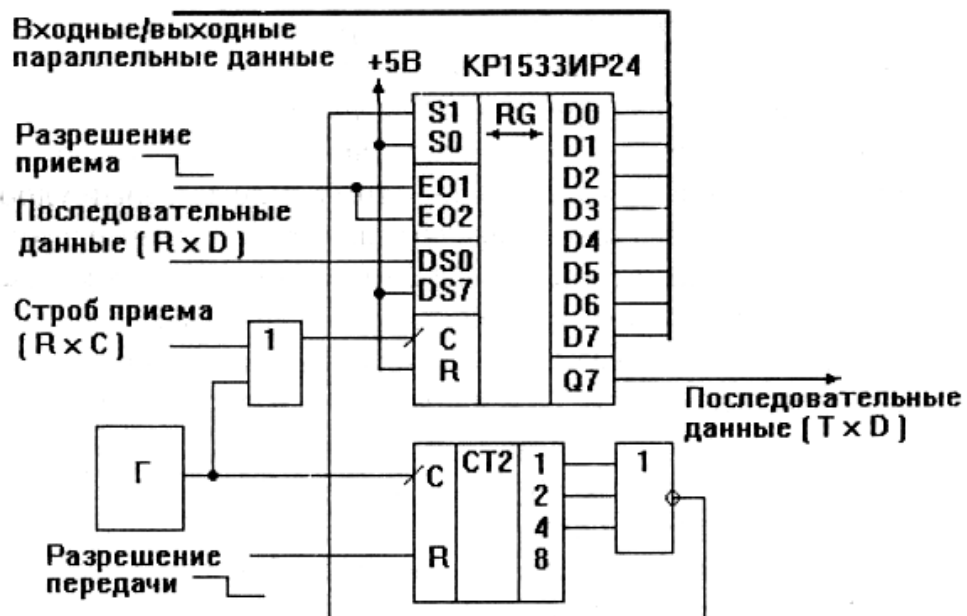 Входные/выходные
параллельные данные
+5В
КР1533ИР24
Разрешение
приема
Последовательные
данные ( R x D )
Строб приема
( R x C )
S1
S0
EO1
EO2
DS0
DS7
C
R
RG
D0
D1
D2
D3
D4
D5
D6
D7
Q7
1
Последовательные
данные ( T x D )
Г
C
R
CT2
1
2
4
8
1
Разрешение
передачи